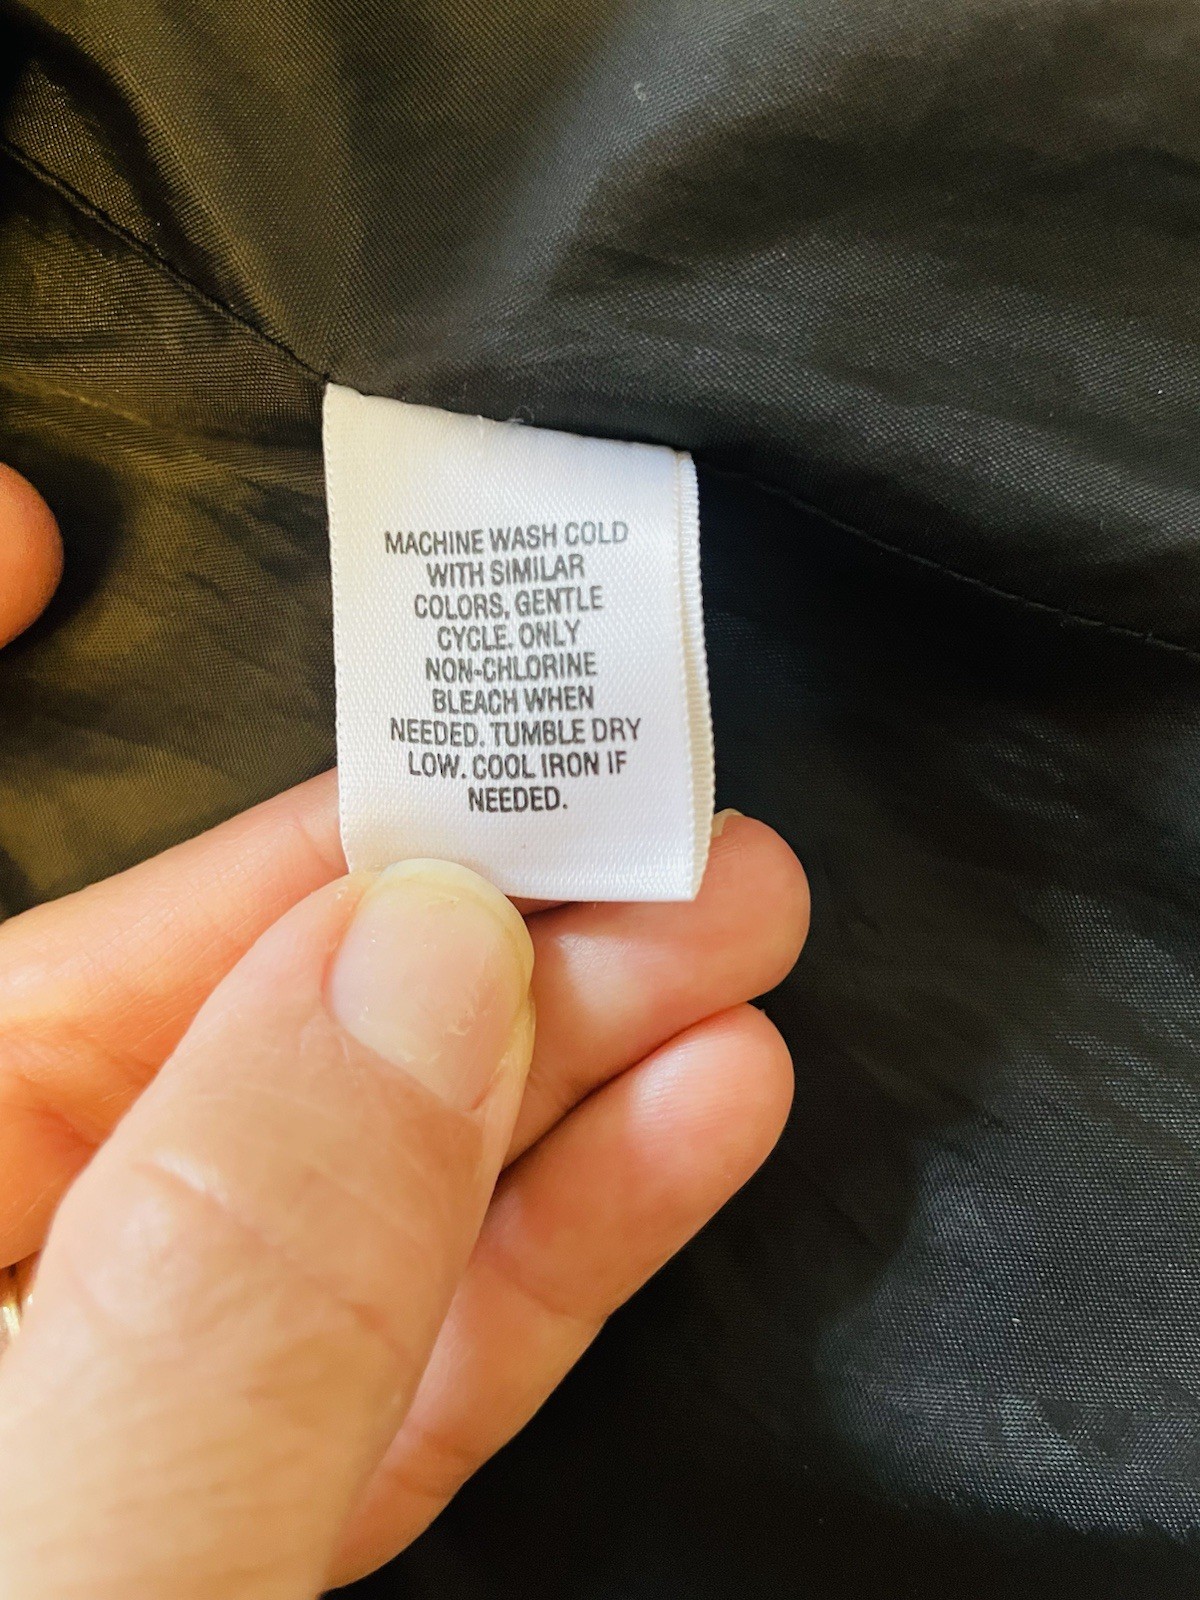 MACHINE WASH COLD
WITH SIMILAR
COLORS, GENTLE
CYCLE. ONLY
NON-CHLORINE
BLEACH WHEN
NEEDED. TUMBLE DRY
LOW. COOL IRON IF
NEEDED.